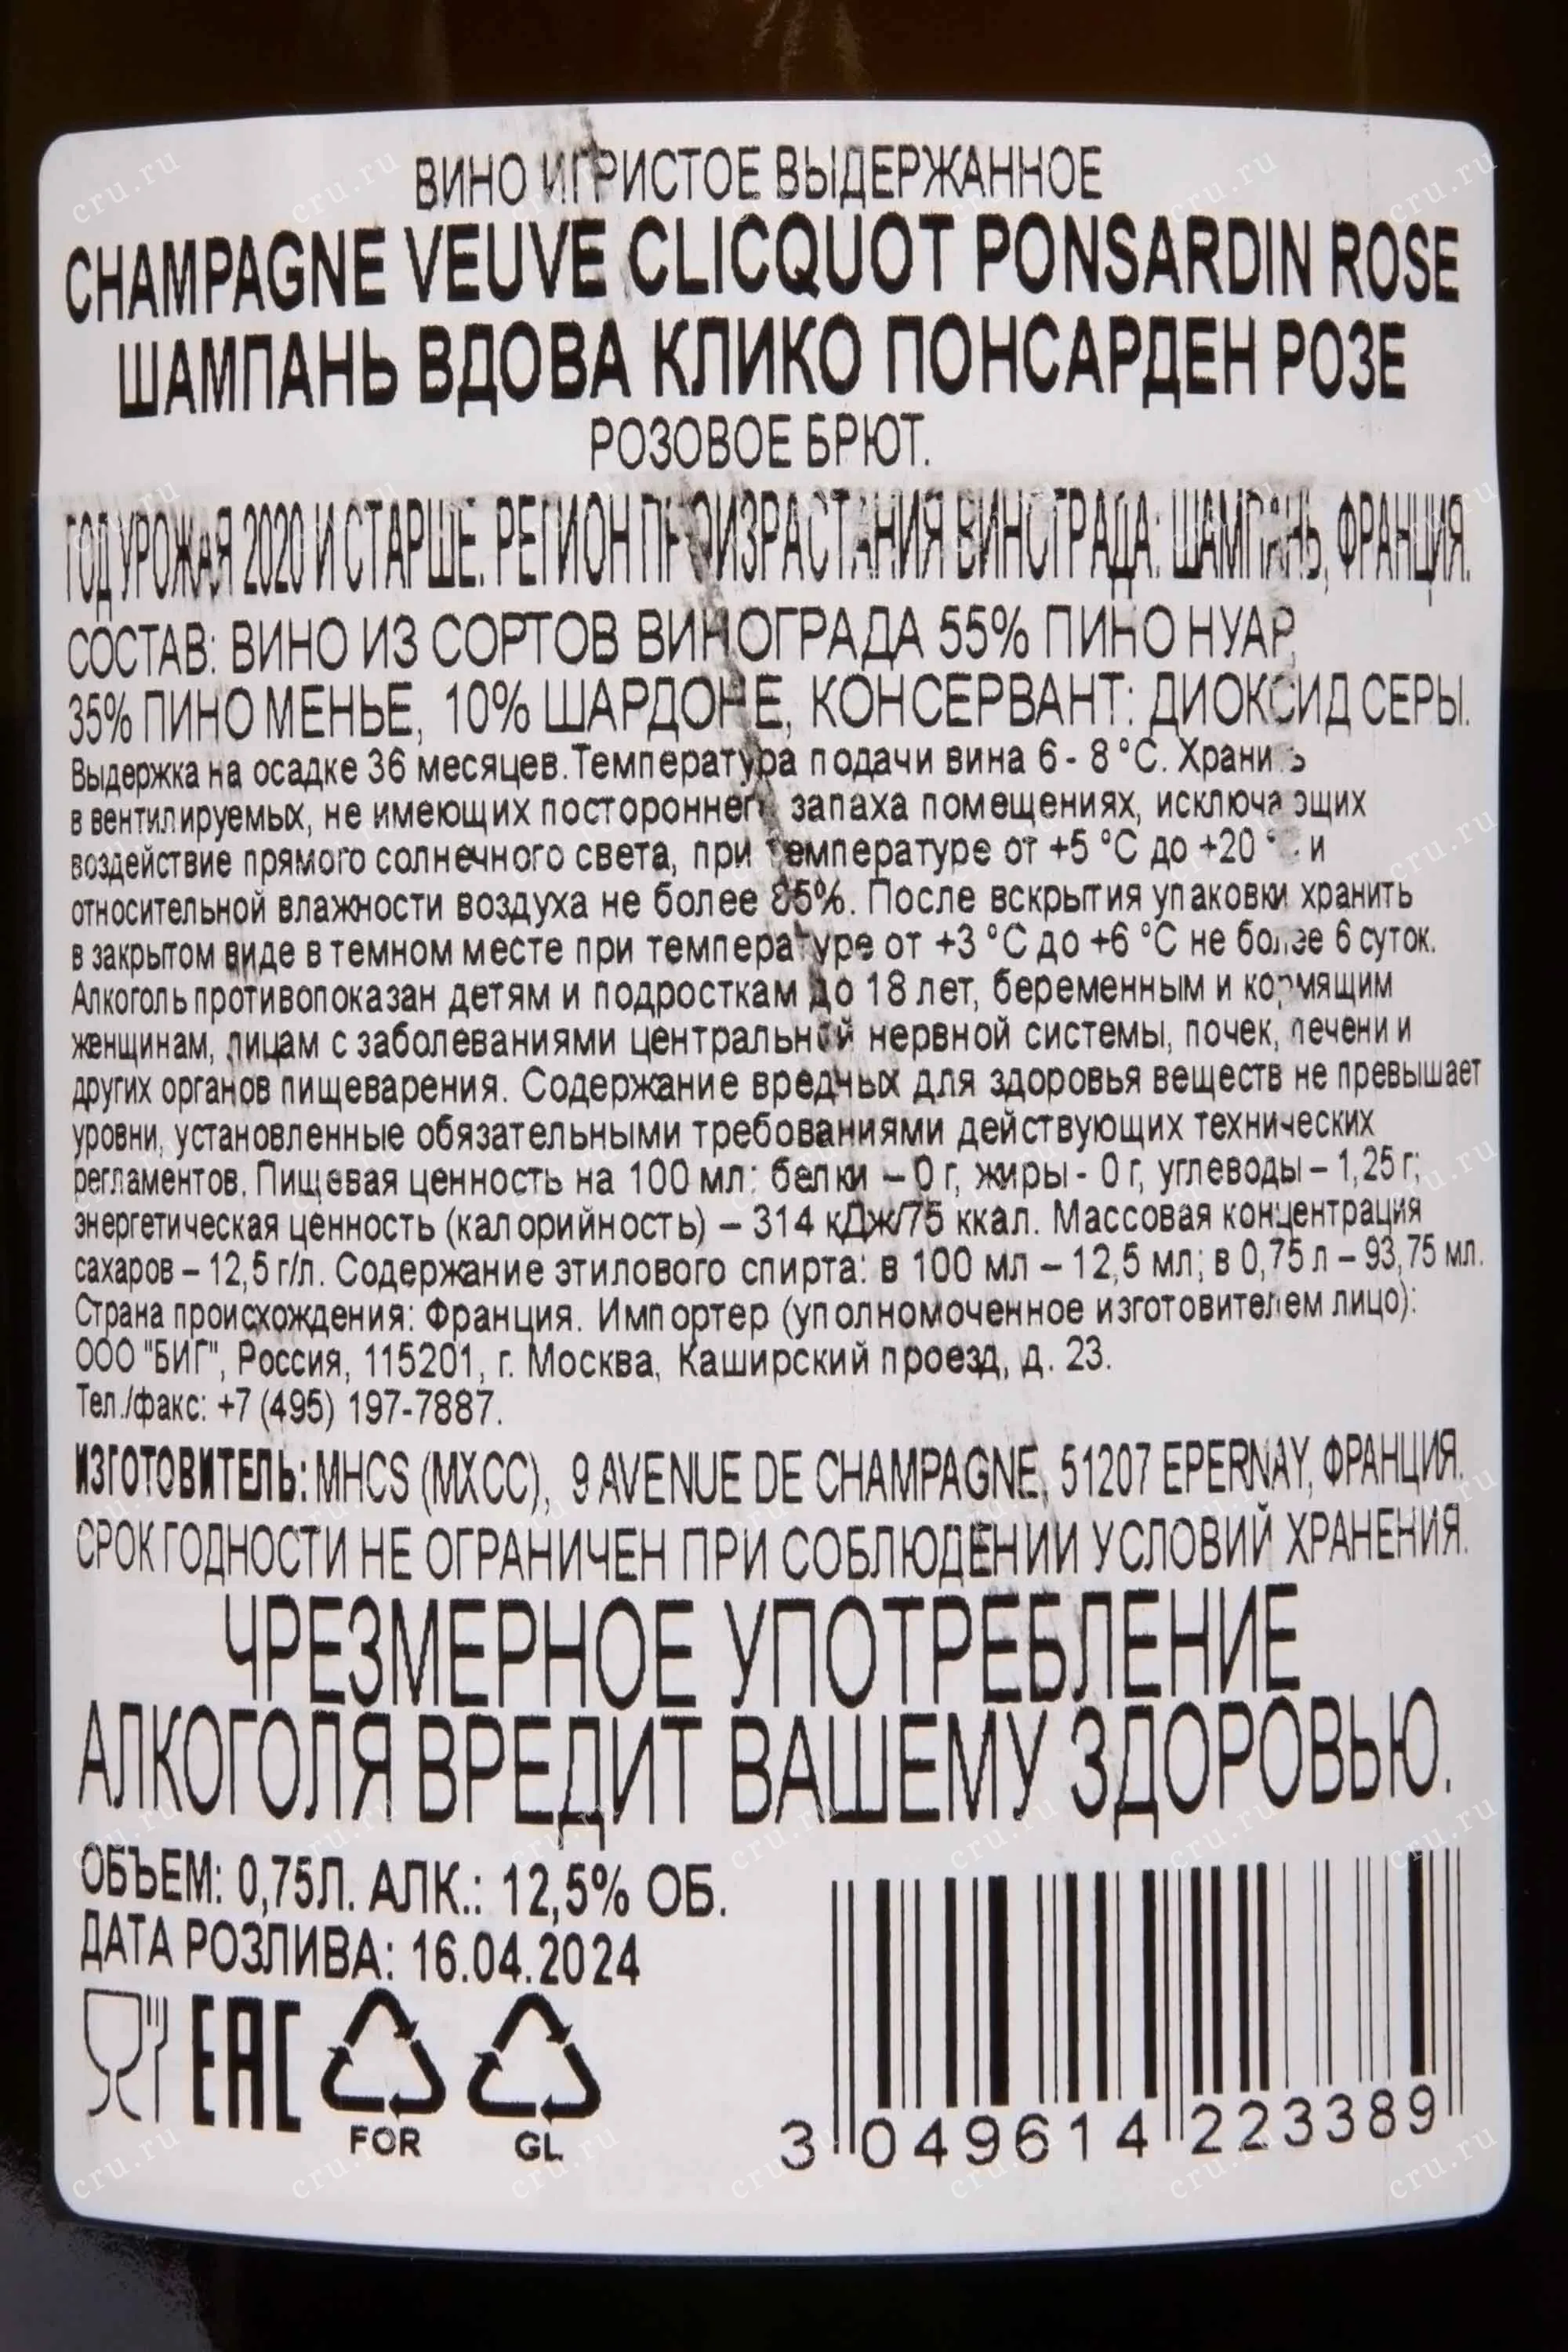 ВИНО ИГРИСТОЕ ВЫДЕРЖАННОЕ
CHAMPAGNE VEUVE CLICQUOT PONSARDIN ROSE
ШАМПАНЬ ВДОВА КЛИКО ПОНСАРДЕН РОЗЕ
РОЗОВОЕ БРЮТ.
ГОД УРОЖАЯ 2020 И СТАРШЕ. РЕГИОН ПРОИЗРАСТАНИЯ ВИНОГРАДА: ШАМПАНЬ, ФРАНЦИЯ.
СОСТАВ: ВИНО ИЗ СОРТОВ ВИНОГРАДА 55% ПИНО НУАР,
35% ПИНО МЕНЬЕ, 10% ШАРДОНЕ, КОНСЕРВАНТ: ДИОКСИД СЕРЫ.
Выдержка на осадке 36 месяцев. Температура подачи вина 6 - 8 °С. Хранить
в вентилируемых, не имеющих постороннего запаха помещениях, исключающих
воздействие прямого солнечного света, при температуре от +5 °С до +20 °С и
относительной влажности воздуха не более 85%. После вскрытия упаковки хранить
в закрытом виде в темном месте при температуре от +3 °С до +6 °С не более 6 суток.
Алкоголь противопоказан детям и подросткам до 18 лет, беременным и кормящим
женщинам, лицам с заболеваниями центральной нервной системы, почек, печени и
других органов пищеварения. Содержание вредных для здоровья веществ не превышает
уровни, установленные обязательными требованиями действующих технических
регламентов. Пищевая ценность на 100 мл: белки – 0 г, жиры - 0 г, углеводы – 1,25 г;
энергетическая ценность (калорийность) – 314 кДж/75 ккал. Массовая концентрация
сахаров – 12,5 г/л. Содержание этилового спирта: в 100 мл – 12,5 мл; в 0,75 л – 93,75 мл.
Страна происхождения: Франция. Импортер (уполномоченное изготовителем лицо):
ООО "БИГ", Россия, 115201, г. Москва, Каширский проезд, д. 23.
Тел./факс: +7 (495) 197-7887.
ИЗГОТОВИТЕЛЬ: MHCS (МХСС), 9 AVENUE DE CHAMPAGNE, 51207 EPERNAY, ФРАНЦИЯ.
СРОК ГОДНОСТИ НЕ ОГРАНИЧЕН ПРИ СОБЛЮДЕНИИ УСЛОВИЙ ХРАНЕНИЯ.
ЧРЕЗМЕРНОЕ УПОТРЕБЛЕНИЕ
АЛКОГОЛЯ ВРЕДИТ ВАШЕМУ ЗДОРОВЬЮ.
ОБЪЕМ: 0,75Л. АЛК.: 12,5% ОБ.
ДАТА РОЗЛИВА: 16.04.2024
EAC
FOR
GL
3 049614 223389
cru.ru